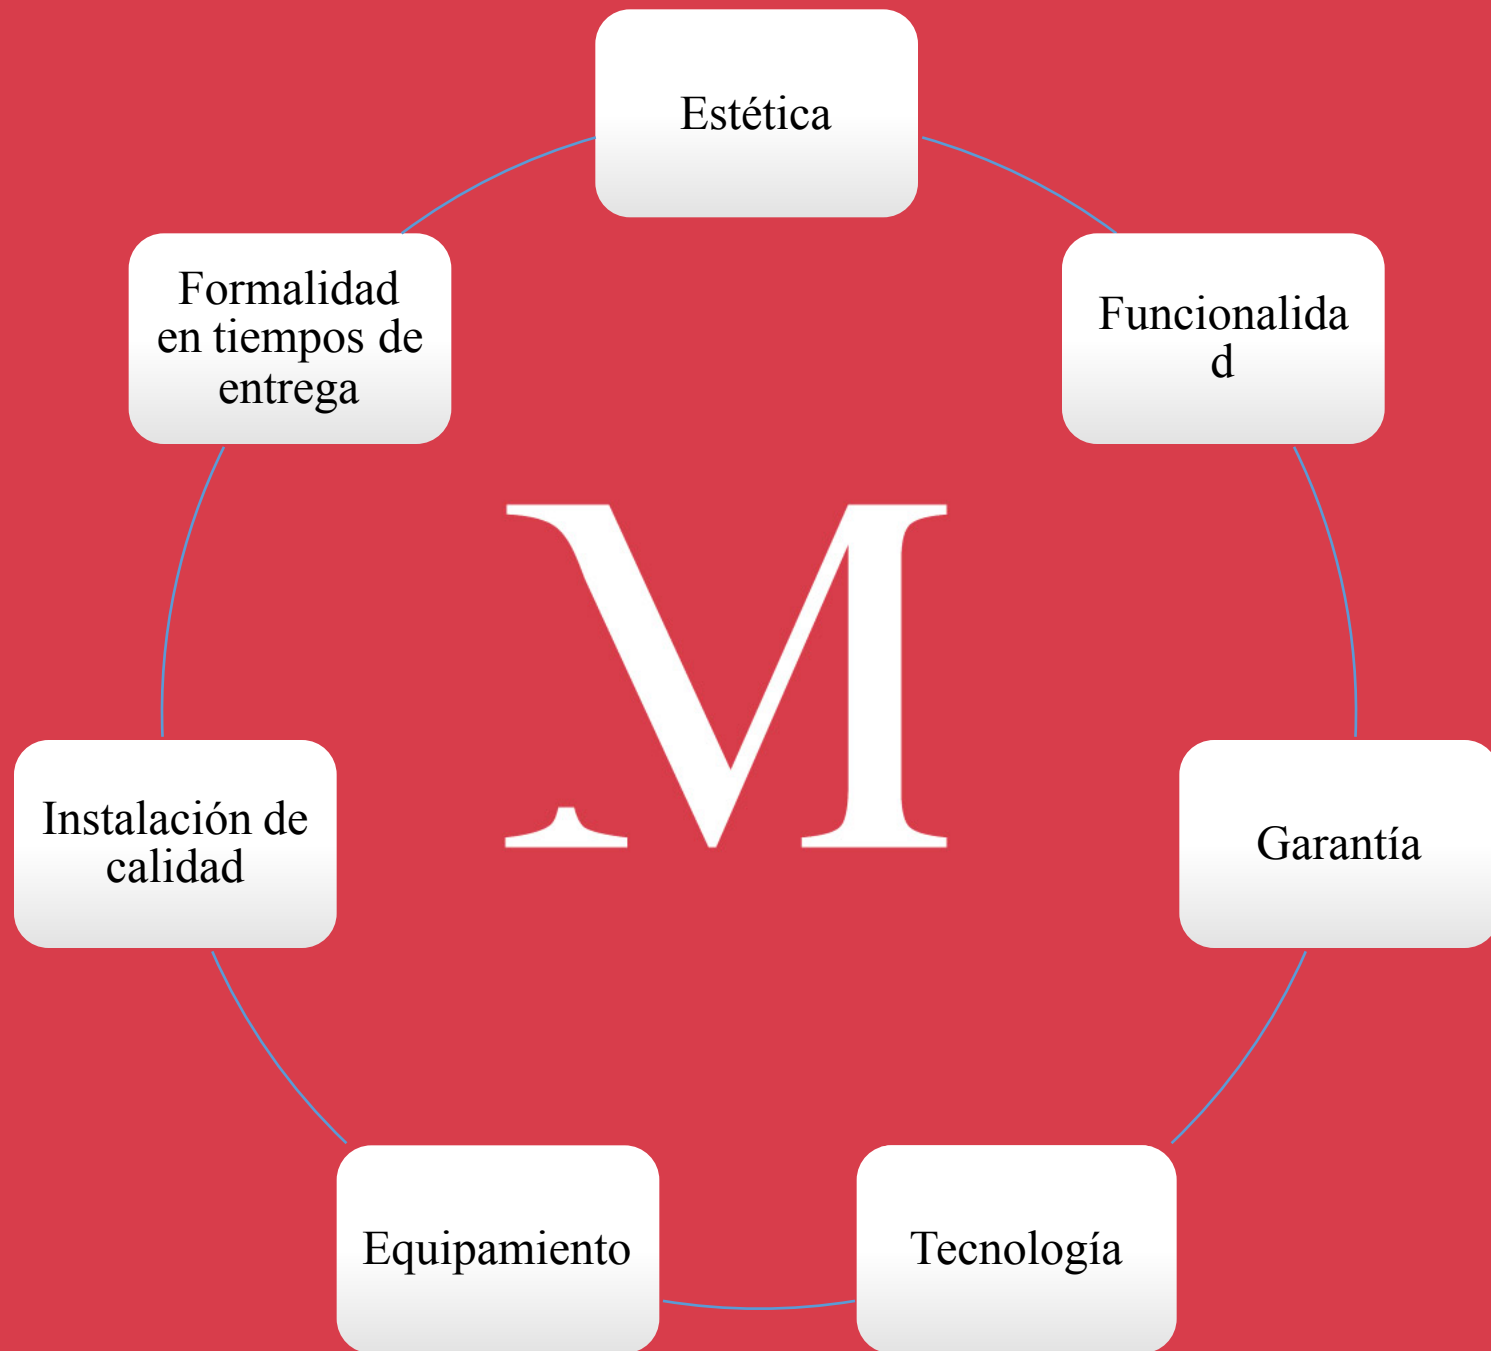 Estética
Funcionalida
d
Garantía
Tecnología
Equipamiento
Instalación de
calidad
Formalidad
en tiempos de
entrega
M